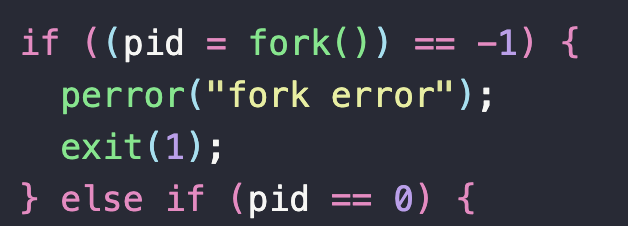 if ((pid = fork()) == -1) {
  perror("fork error");
  exit(1);
} else if (pid == 0) {